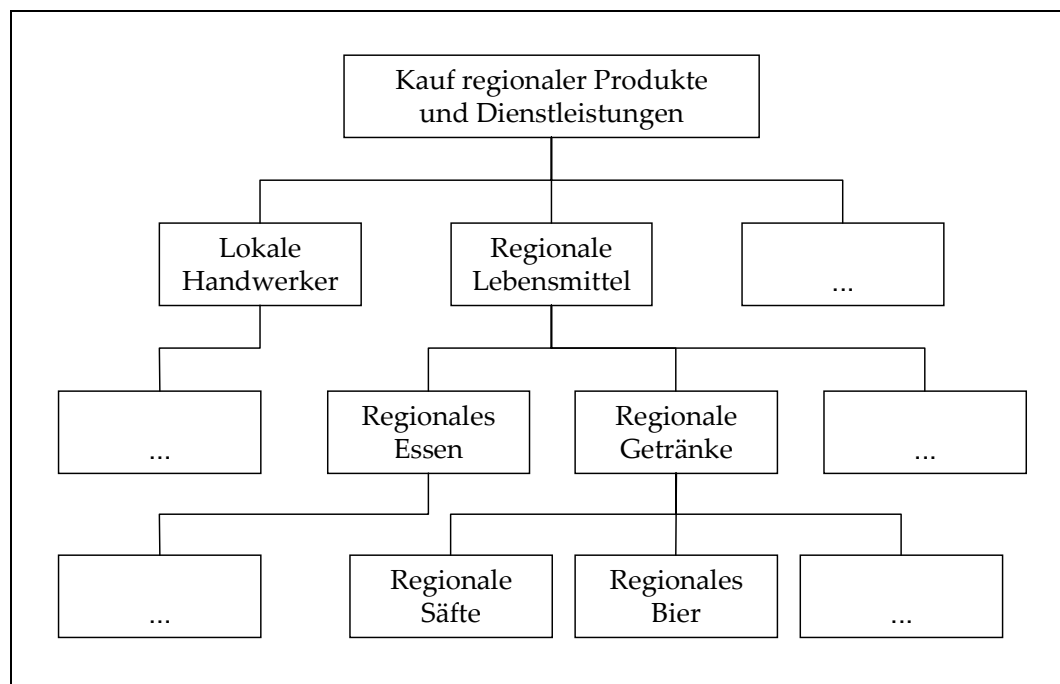 Kauf regionaler Produkte
und Dienstleistungen
Lokale
Handwerker
Regionale
Lebensmittel
...
...
Regionales
Essen
Regionale
Getränke
...
...
Regionale
Säfte
Regionales
Bier
...